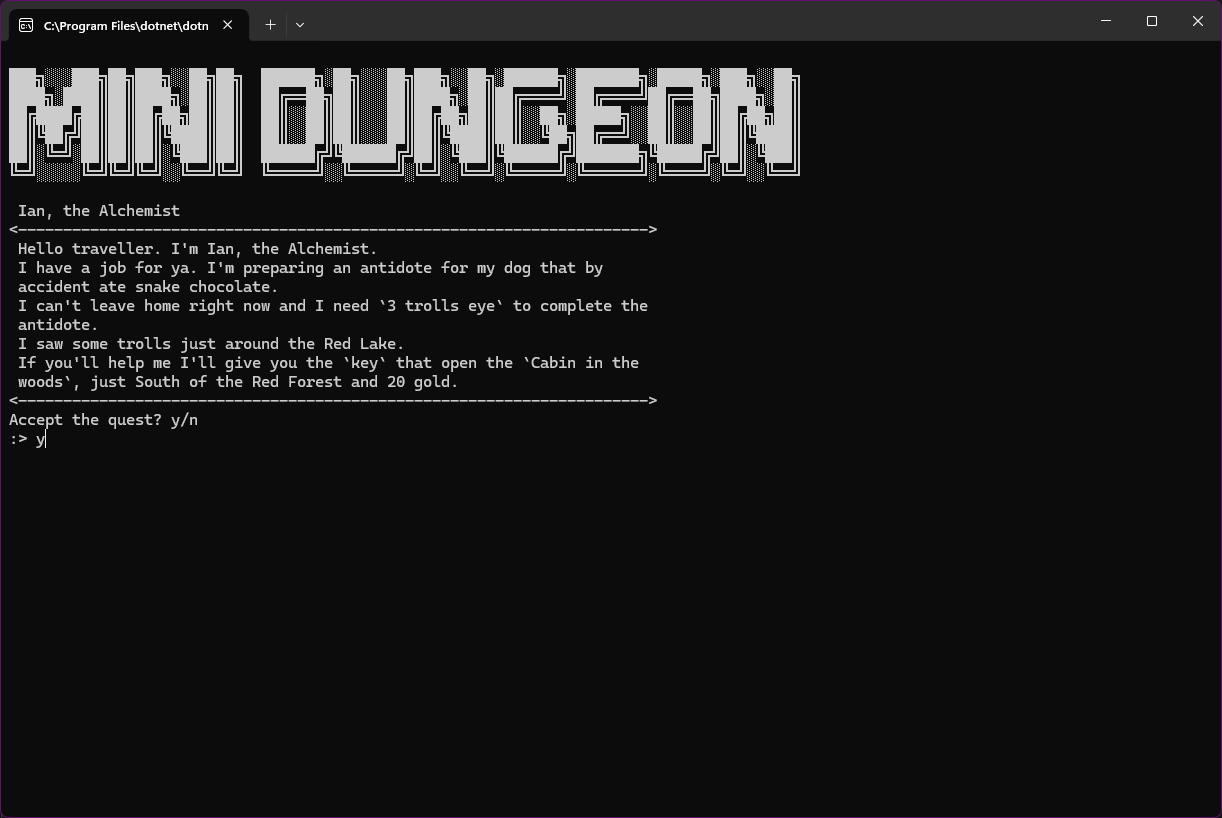 C:\Program Files\dotnet\dotn
MINI DUNGEON
Ian, the Alchemist
<---------------------------------------------------------------------->
Hello traveller. I'm Ian, the Alchemist.
I have a job for ya. I'm preparing an antidote for my dog that by
accident ate snake chocolate.
I can't leave home right now and I need `3 trolls eye` to complete the
antidote.
I saw some trolls just around the Red Lake.
If you'll help me I'll give you the `key` that open the `Cabin in the
woods`, just South of the Red Forest and 20 gold.
<---------------------------------------------------------------------->
Accept the quest? y/n
:> y